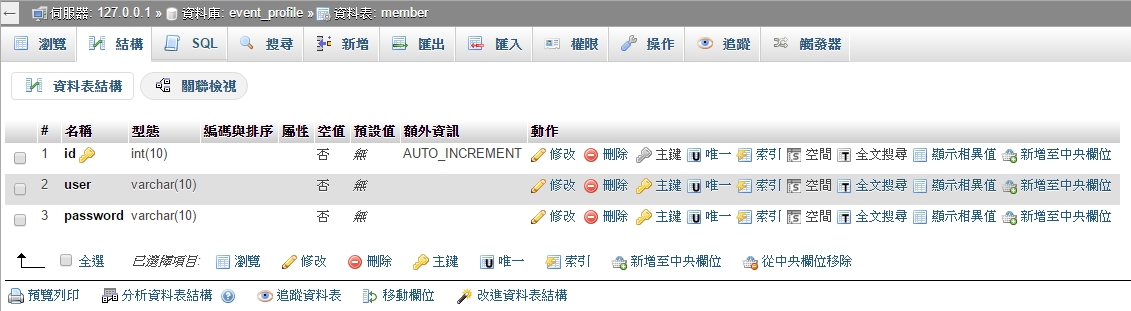 伺服器: 127.0.0.1 » 資料庫: event_profile » 資料表: member
瀏覽 結構 SQL 搜尋 新增 匯出 匯入 權限 操作 追蹤 觸發器
資料表結構 關聯檢視
# 名稱 型態 編碼與排序 屬性 空值 預設值 額外資訊 動作
1 id int(10) 否 無 AUTO_INCREMENT 修改 刪除 主鍵 唯一 索引 空間 全文搜尋 顯示相異值 新增至中央欄位
2 user varchar(10) 否 無 修改 刪除 主鍵 唯一 索引 空間 全文搜尋 顯示相異值 新增至中央欄位
3 password varchar(10) 否 無 修改 刪除 主鍵 唯一 索引 空間 全文搜尋 顯示相異值 新增至中央欄位
全選 已選擇項目: 瀏覽 修改 刪除 主鍵 唯一 索引 新增至中央欄位 從中央欄位移除
預覽列印 分析資料表結構 追蹤資料表 移動欄位 改進資料表結構